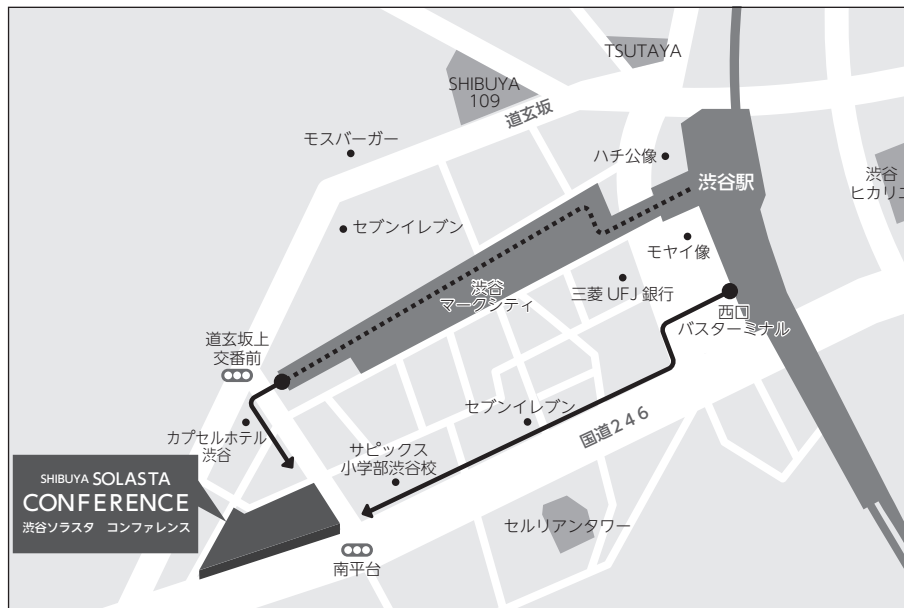 TSUTAYA
SHIBUYA
109
道玄坂
モスバーガー
ハチ公像
渋谷駅
渋谷
ヒカリエ
セブンイレブン
モヤイ像
渋谷
マークシティ
三菱 UFJ 銀行
西口
バスターミナル
道玄坂上
交番前
セブンイレブン
国道246
カプセルホテル
渋谷
サピックス
小学部渋谷校
SHIBUYA SOLASTA
CONFERENCE
渋谷ソラスタ コンファレンス
セルリアンタワー
南平台